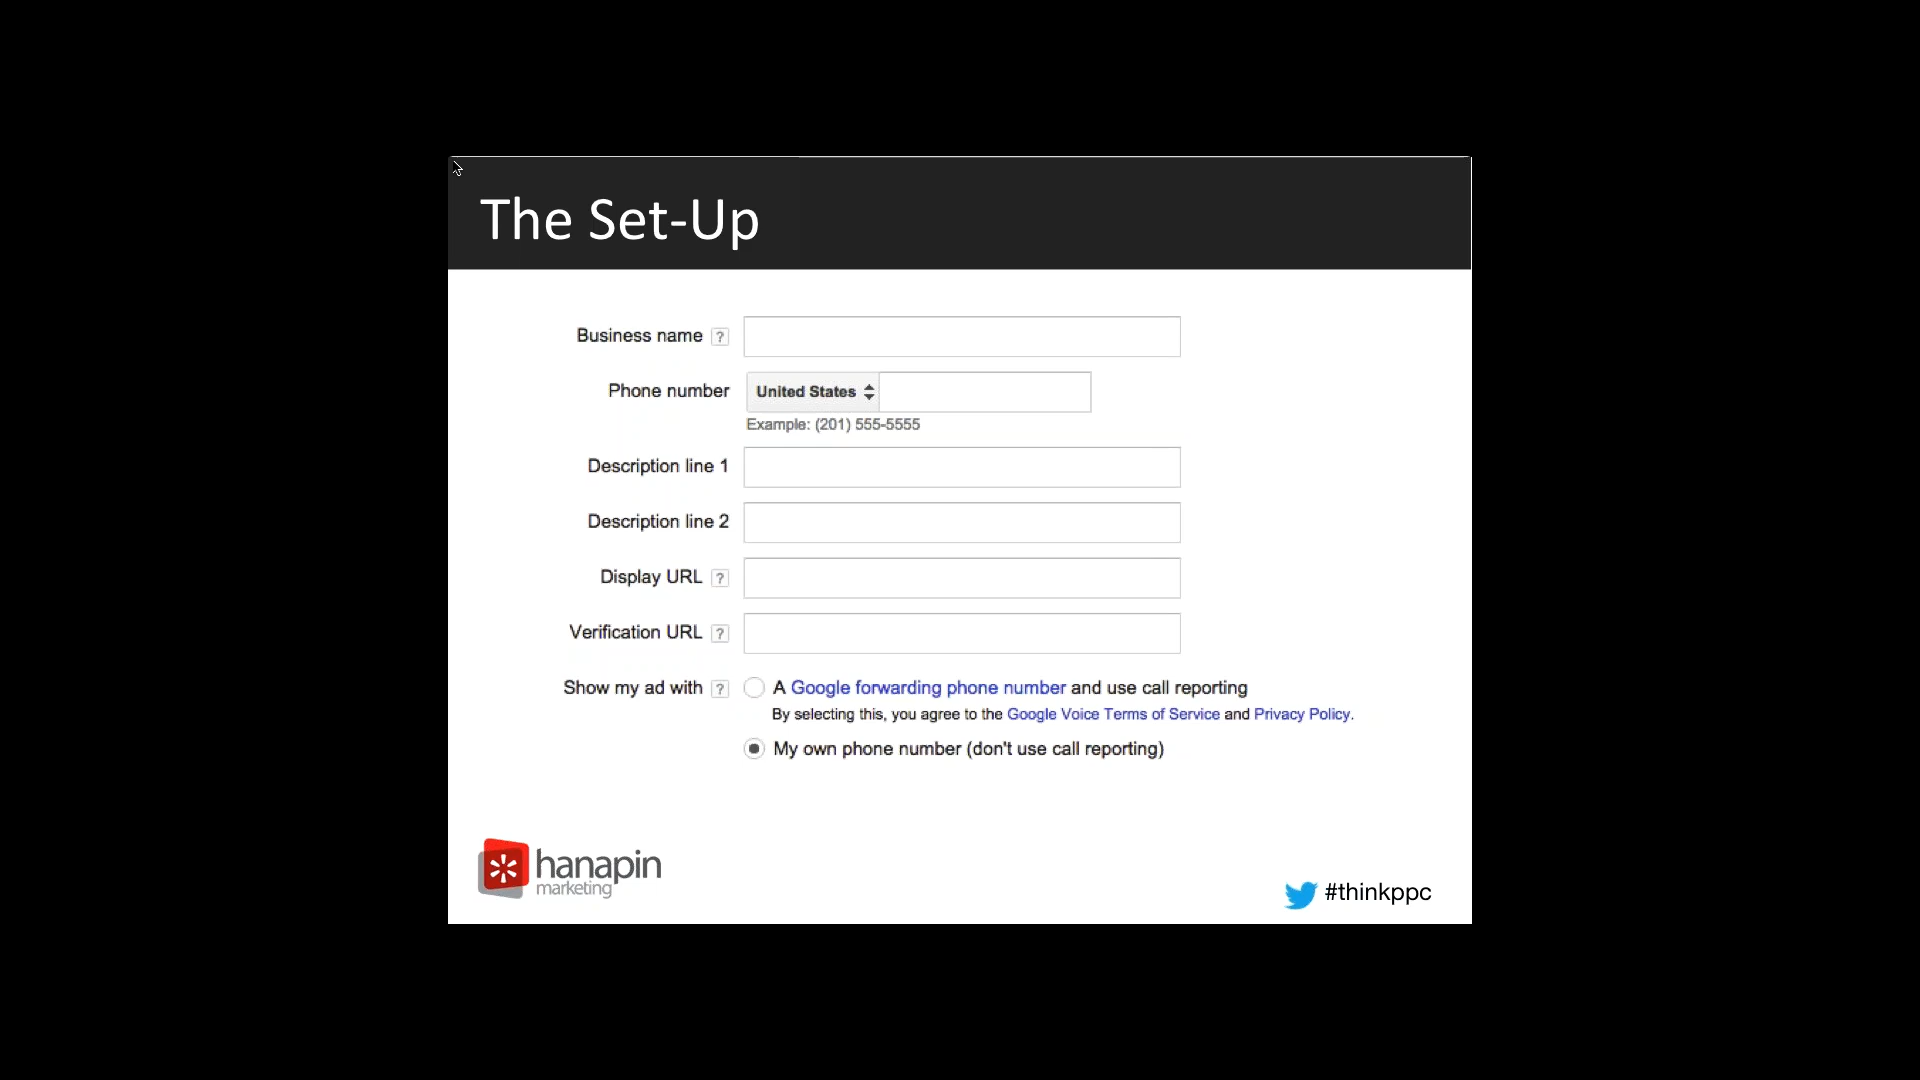 The Set-Up
Business name ?
Phone number United States
Example: (201) 555-5555
Description line 1
Description line 2
Display URL ?
Verification URL ?
Show my ad with ? A Google forwarding phone number and use call reporting
By selecting this, you agree to the Google Voice Terms of Service and Privacy Policy.
My own phone number (don't use call reporting)
hanapin
marketing
#thinkppc